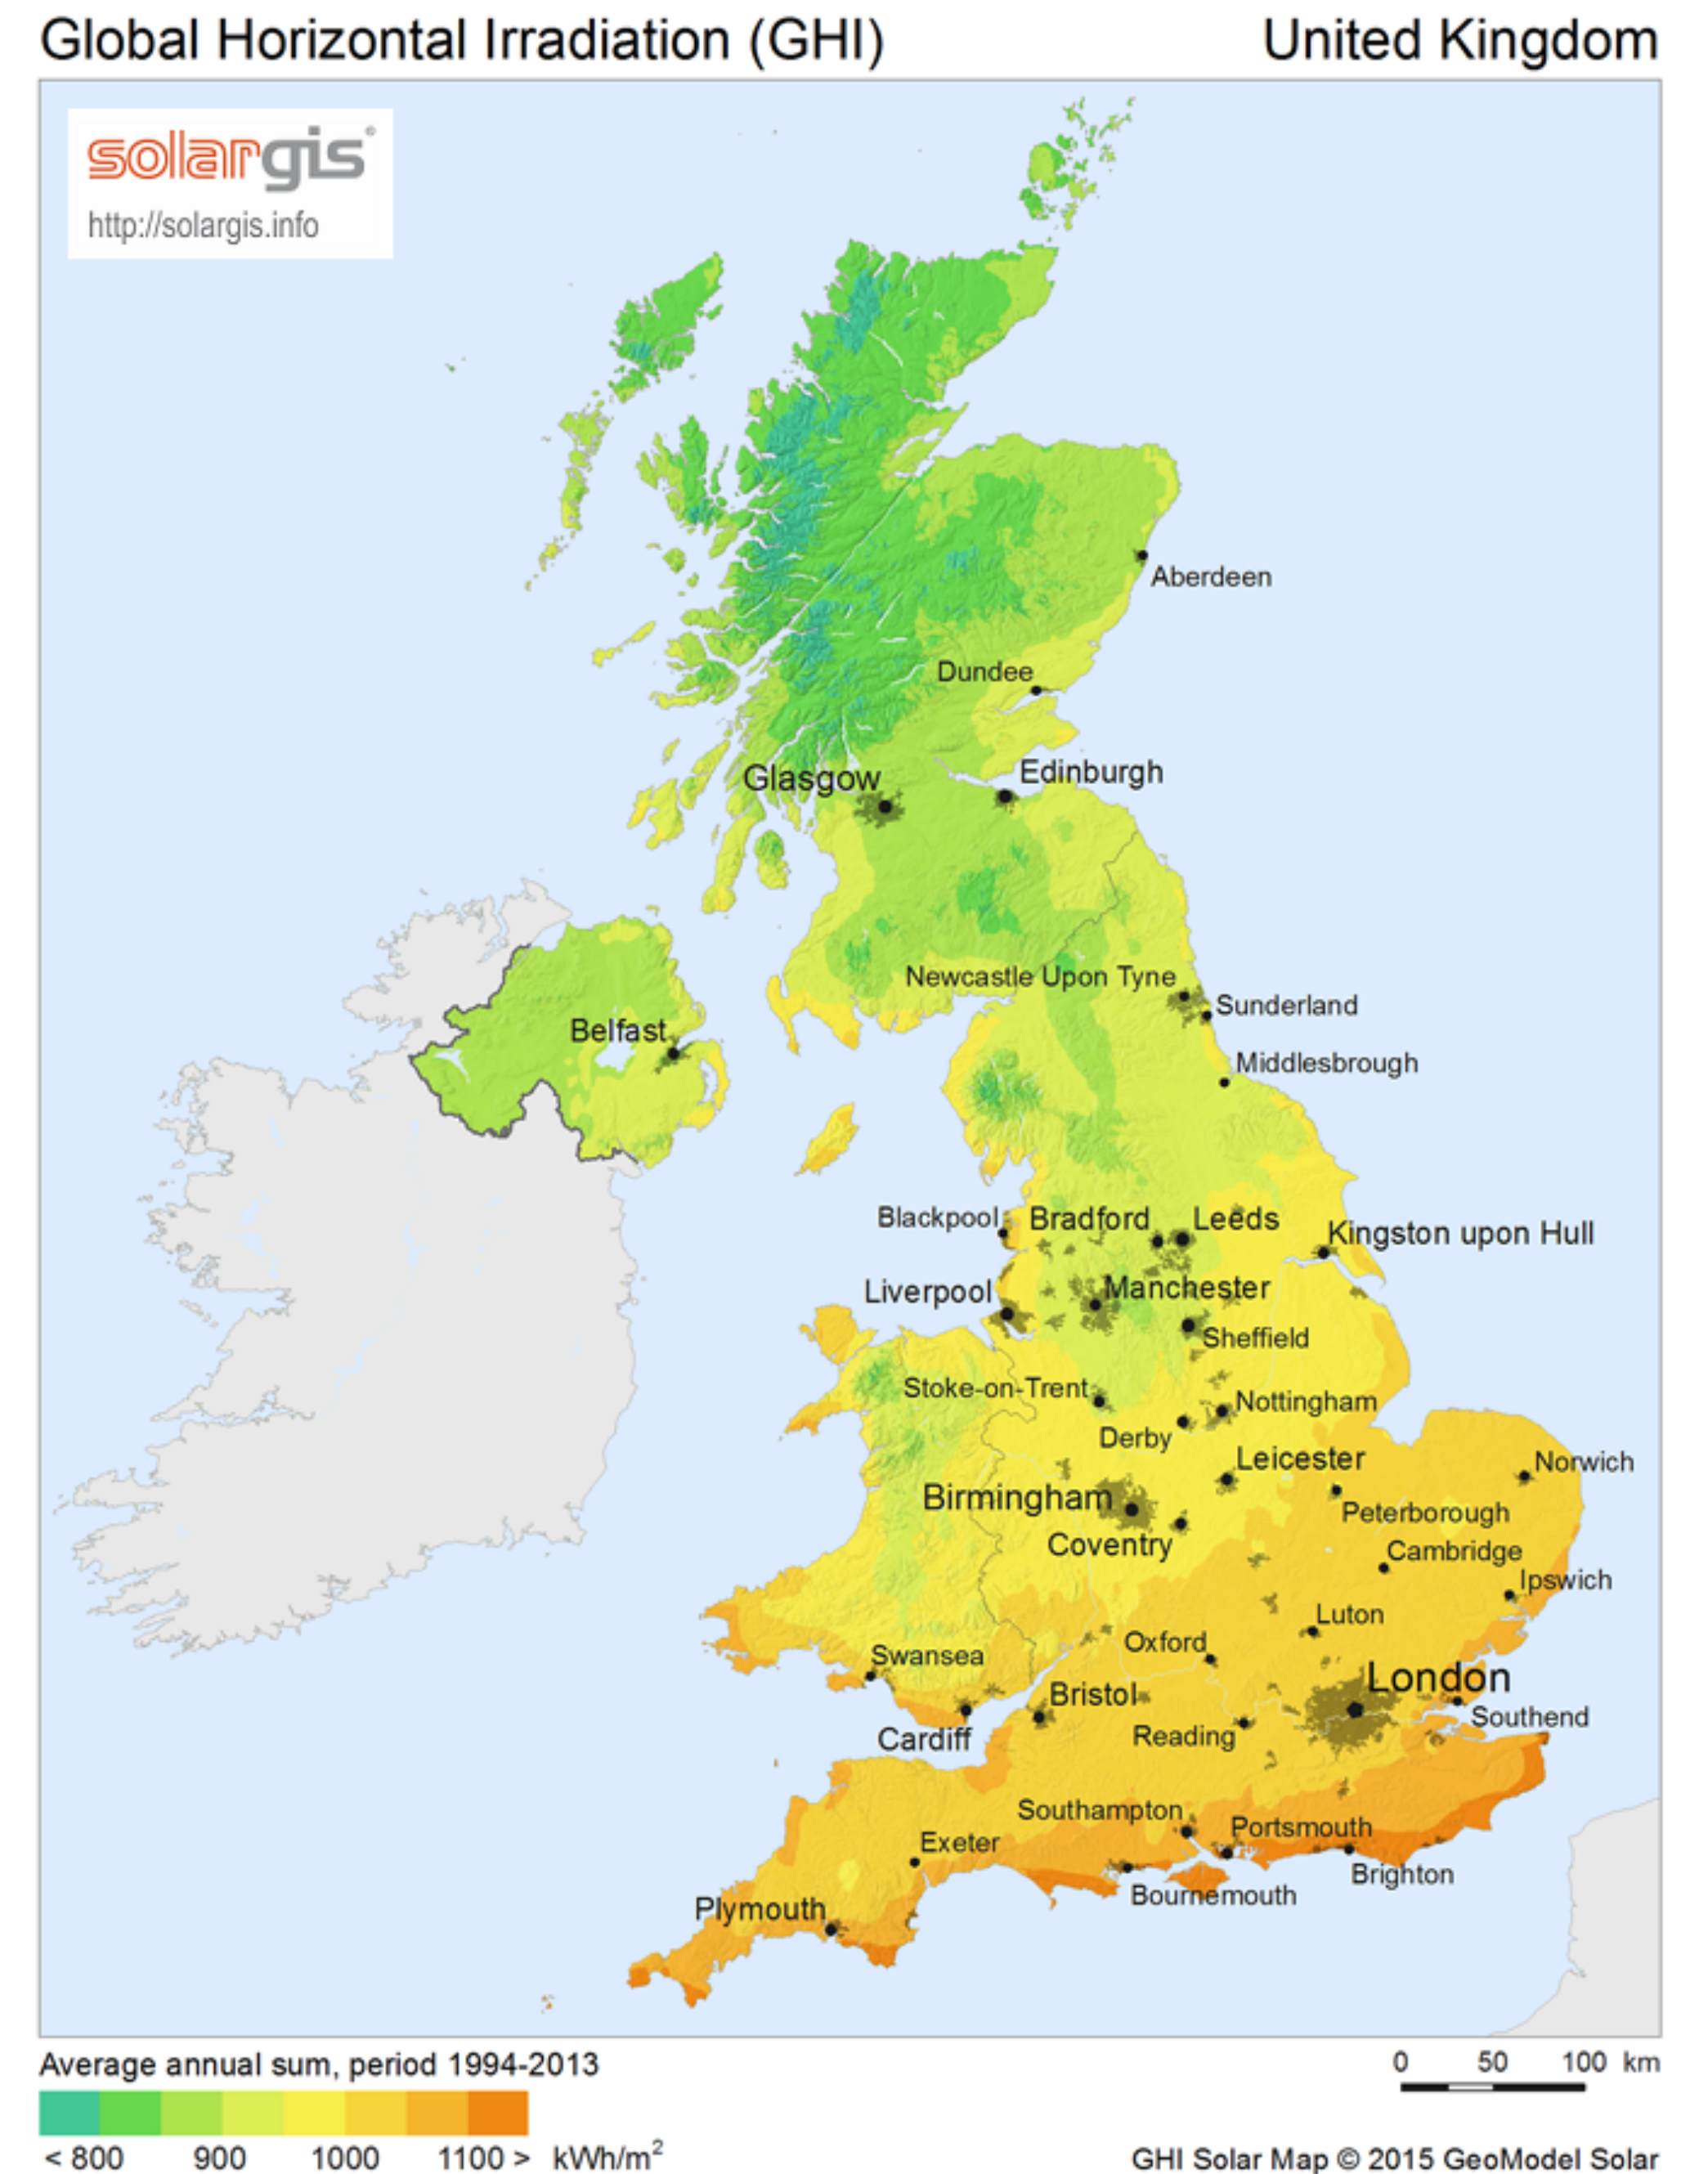 Global Horizontal Irradiation (GHI)
United Kingdom
solargis®
http://solargis.info
Aberdeen
Dundee
Glasgow
Edinburgh
Newcastle Upon Tyne
Sunderland
Belfast
Middlesbrough
Blackpool
Bradford
Leeds
Kingston upon Hull
Liverpool
Manchester
Sheffield
Stoke-on-Trent
Nottingham
Derby
Leicester
Norwich
Birmingham
Peterborough
Coventry
Cambridge
Ipswich
Luton
Oxford
Swansea
London
Bristol
Southend
Reading
Cardiff
Southampton
Portsmouth
Exeter
Brighton
Bournemouth
Plymouth
Average annual sum, period 1994-2013
0 50 100 km
< 800 900 1000 1100 > kWh/m²
GHI Solar Map © 2015 GeoModel Solar